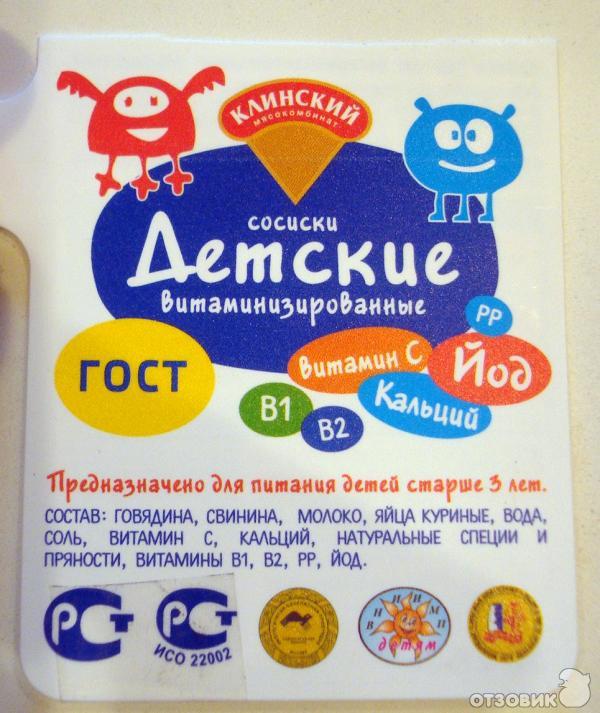 КЛИНСКИЙ
МЯСОКОМБИНАТ
сосиски
Детские
витаминизированные
РР
ГОСТ
Витамин С
Йод
Кальций
В1
В2
Предназначено для питания детей старше 3 лет.
СОСТАВ: ГОВЯДИНА, СВИНИНА, МОЛОКО, ЯЙЦА КУРИНЫЕ, ВОДА,
СОЛЬ, ВИТАМИН С, КАЛЬЦИЙ, НАТУРАЛЬНЫЕ СПЕЦИИ И
ПРЯНОСТИ, ВИТАМИНЫ В1, В2, РР, ЙОД.
РСТ
РСТ
ИСО 22002
ВНИИМП
детям
ОТЗОВИК